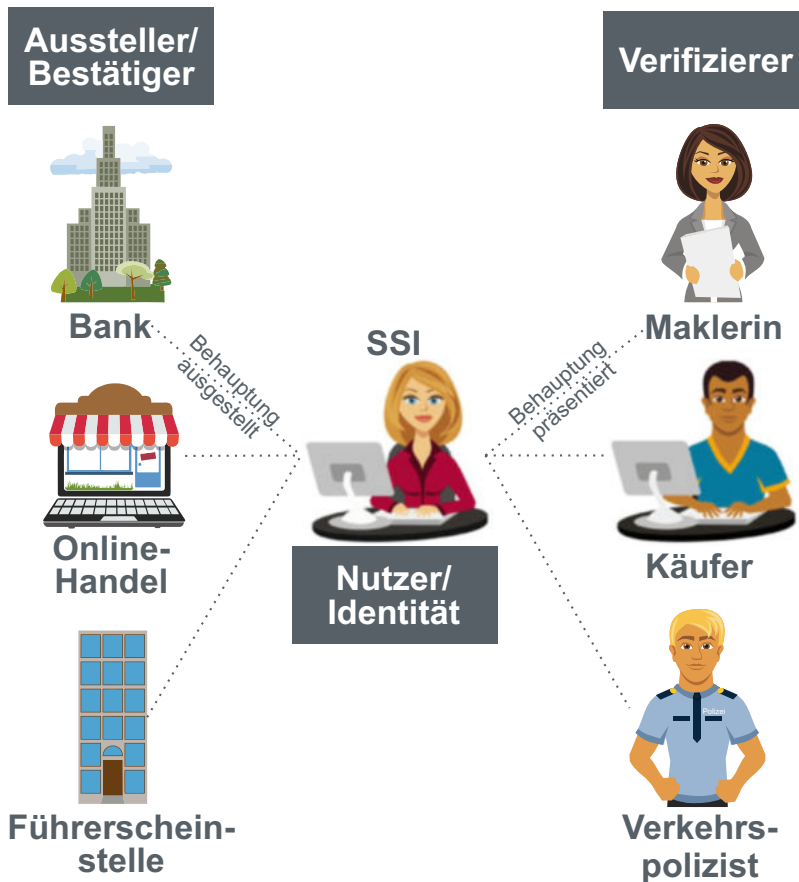 Aussteller/
Bestätiger
Verifizierer
Bank
Behauptung
ausgestellt
SSI
Behauptung
präsentiert
Maklerin
Online-
Handel
Nutzer/
Identität
Käufer
Polizei
Führerschein-
stelle
Verkehrs-
polizist